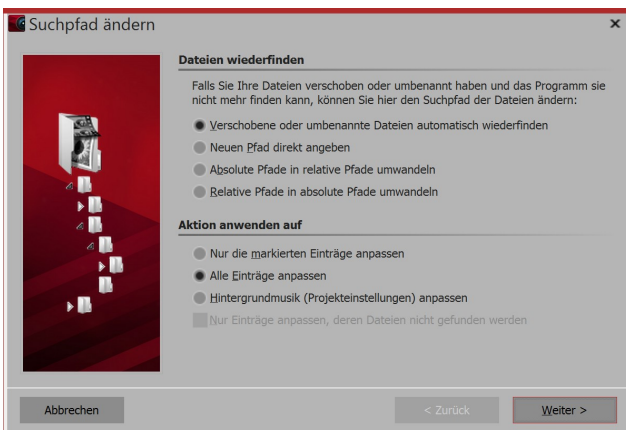 Suchpfad ändern
Dateien wiederfinden
Falls Sie Ihre Dateien verschoben oder umbenannt haben und das Programm sie
nicht mehr finden kann, können Sie hier den Suchpfad der Dateien ändern:
Verschobene oder umbenannte Dateien automatisch wiederfinden
Neuen Pfad direkt angeben
Absolute Pfade in relative Pfade umwandeln
Relative Pfade in absolute Pfade umwandeln
Aktion anwenden auf
Nur die markierten Einträge anpassen
Alle Einträge anpassen
Hintergrundmusik (Projekteinstellungen) anpassen
Nur Einträge anpassen, deren Dateien nicht gefunden werden
Abbrechen
< Zurück
Weiter >